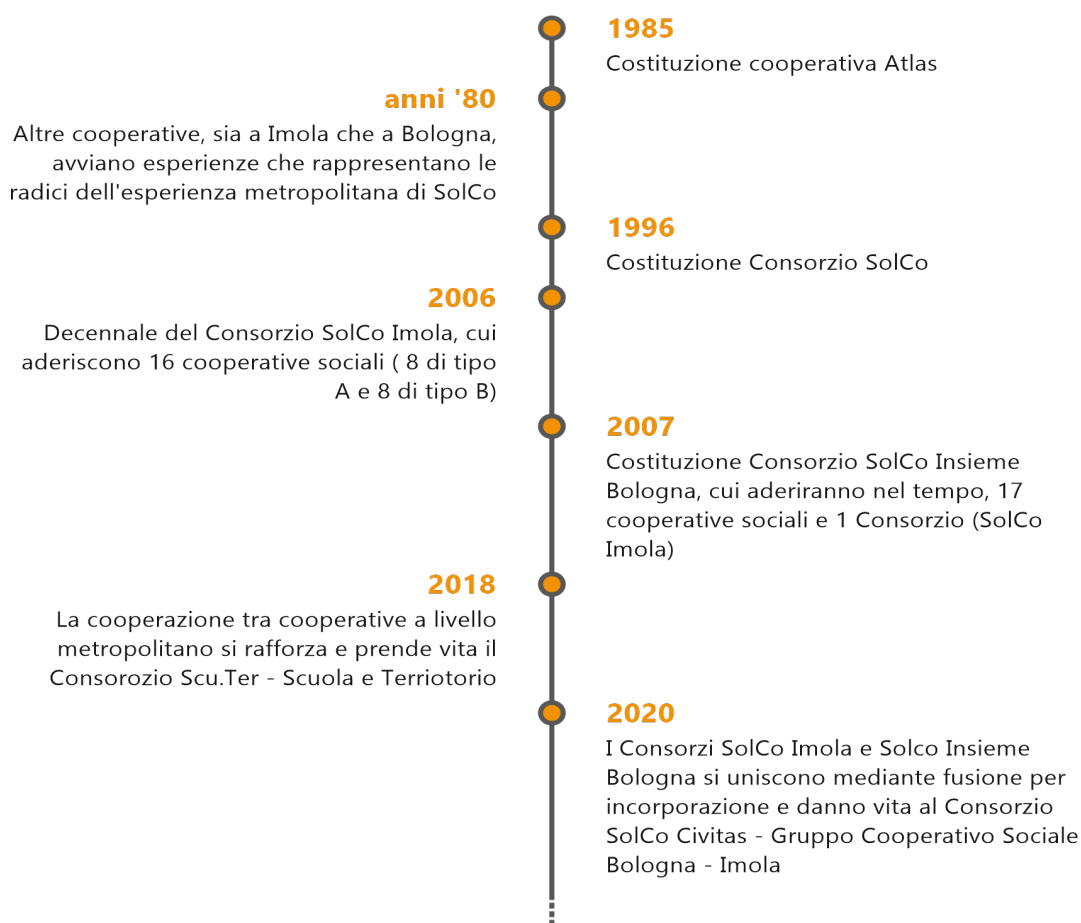 1985
Costituzione cooperativa Atlas
anni '80
Altre cooperative, sia a Imola che a Bologna,
avviano esperienze che rappresentano le
radici dell'esperienza metropolitana di SolCo
1996
Costituzione Consorzio SolCo
2006
Decennale del Consorzio SolCo Imola, cui
aderiscono 16 cooperative sociali ( 8 di tipo
A e 8 di tipo B)
2007
Costituzione Consorzio SolCo Insieme
Bologna, cui aderiranno nel tempo, 17
cooperative sociali e 1 Consorzio (SolCo
Imola)
2018
La cooperazione tra cooperative a livello
metropolitano si rafforza e prende vita il
Consorozio Scu.Ter - Scuola e Terriotorio
2020
I Consorzi SolCo Imola e Solco Insieme
Bologna si uniscono mediante fusione per
incorporazione e danno vita al Consorzio
SolCo Civitas - Gruppo Cooperativo Sociale
Bologna - Imola